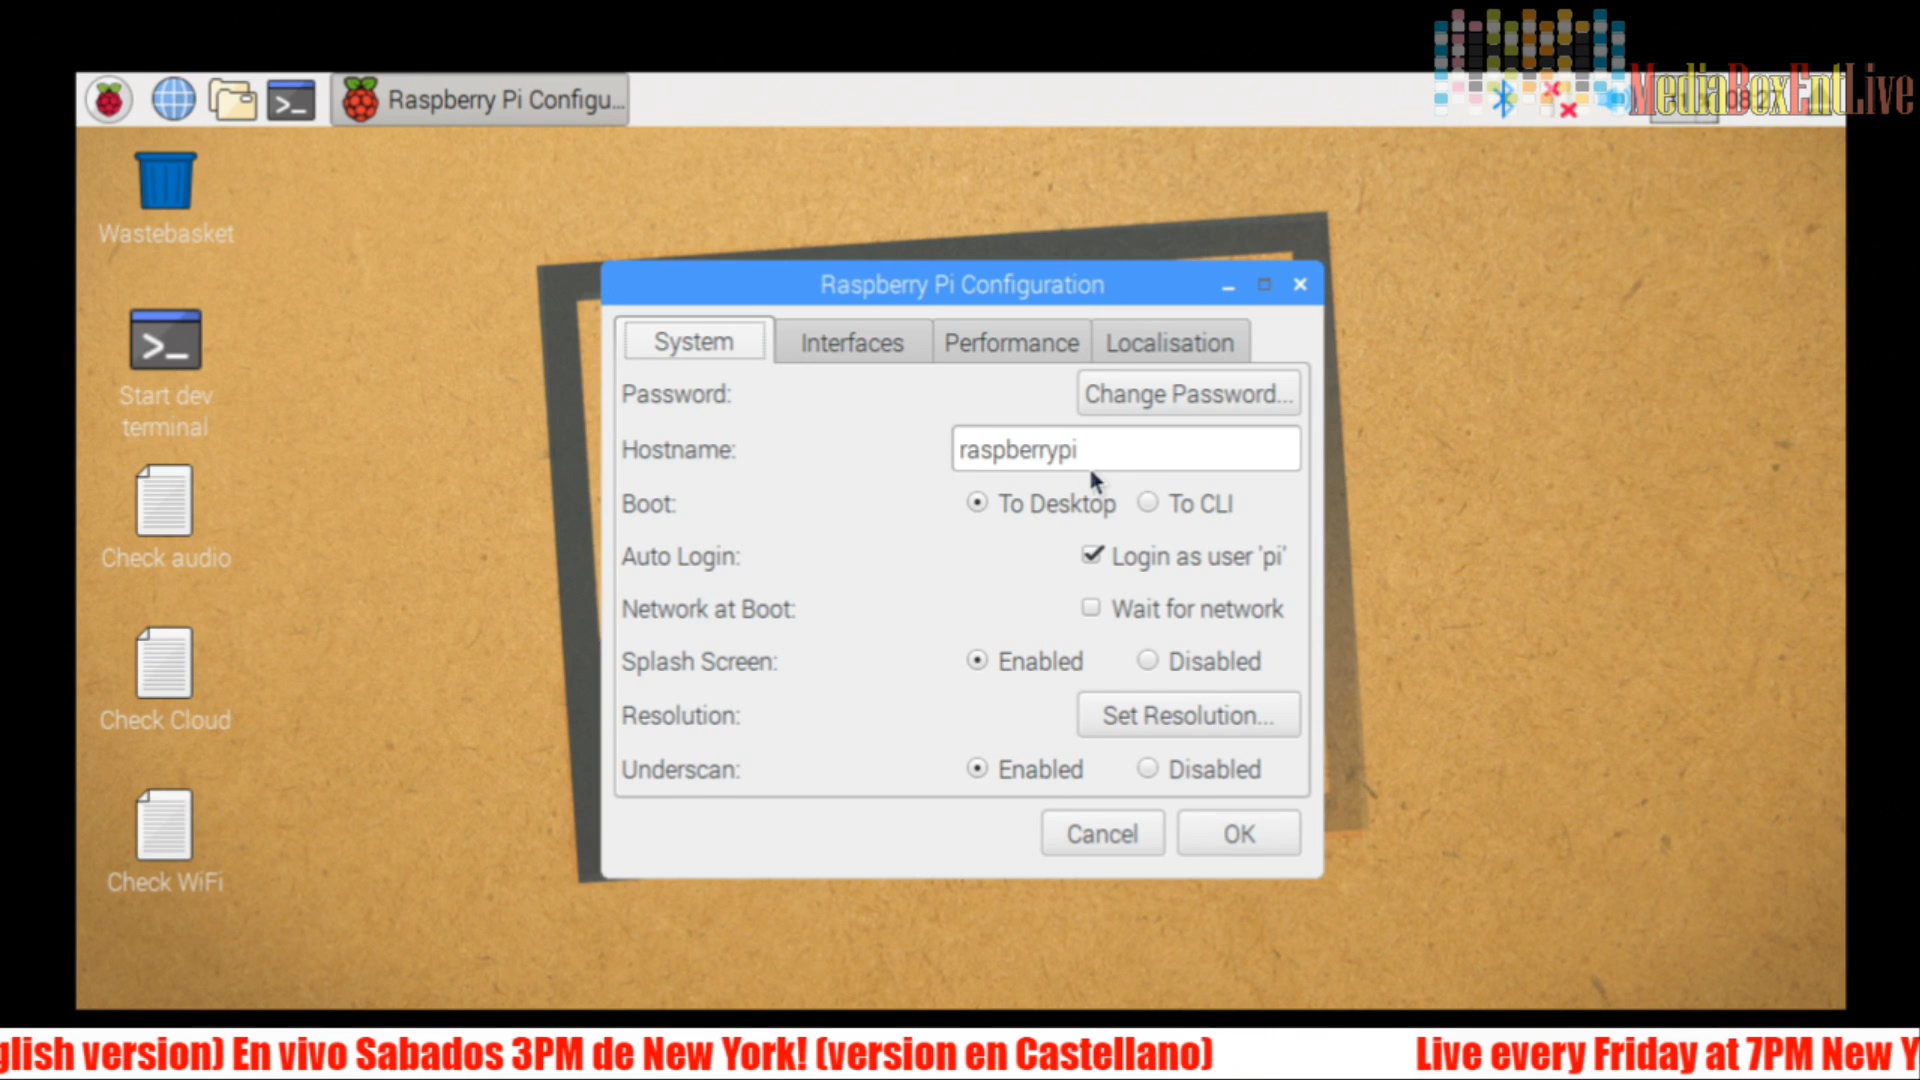 MediaBoxEntLive
Raspberry Pi Configu...
Wastebasket
Start dev
terminal
Check audio
Check Cloud
Check WiFi
Raspberry Pi Configuration
System
Interfaces
Performance
Localisation
Password:
Change Password...
Hostname:
raspberrypi
Boot:
To Desktop
To CLI
Auto Login:
Login as user 'pi'
Network at Boot:
Wait for network
Splash Screen:
Enabled
Disabled
Resolution:
Set Resolution...
Underscan:
Enabled
Disabled
Cancel
OK
glish version) En vivo Sabados 3PM de New York! (version en Castellano) Live every Friday at 7PM New Y